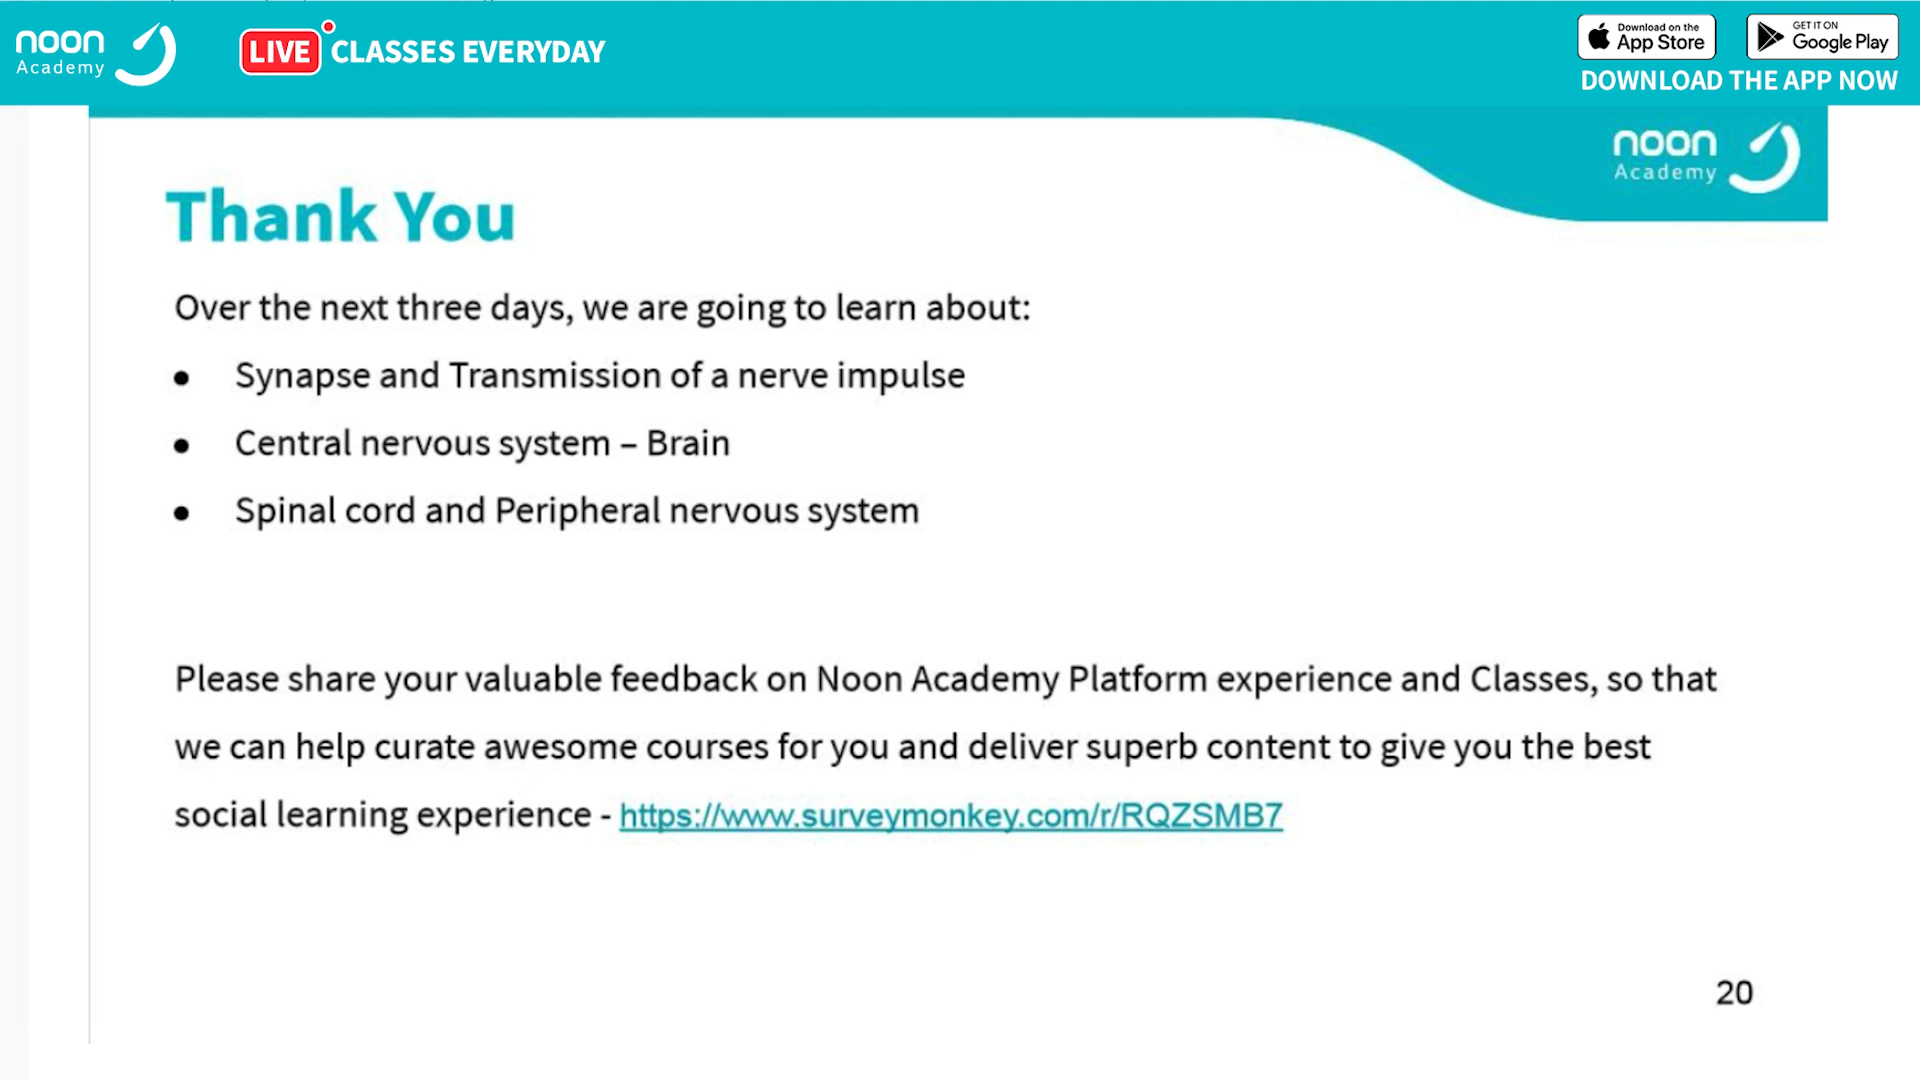 noon
Academy
LIVE CLASSES EVERYDAY
Download on the
App Store
GET IT ON
Google Play
DOWNLOAD THE APP NOW
noon
Academy
Thank You
Over the next three days, we are going to learn about:
● Synapse and Transmission of a nerve impulse
● Central nervous system – Brain
● Spinal cord and Peripheral nervous system
Please share your valuable feedback on Noon Academy Platform experience and Classes, so that
we can help curate awesome courses for you and deliver superb content to give you the best
social learning experience - https://www.surveymonkey.com/r/RQZSMB7
20